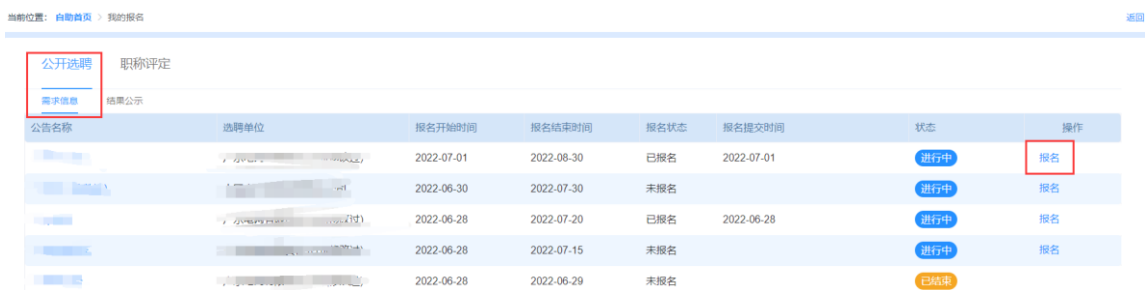 当前位置： 自助首页 > 我的报名 返回
公开选聘 职称评定
需求信息 结果公示
公告名称 选聘单位 报名开始时间 报名结束时间 报名状态 报名提交时间 状态 操作
2022-07-01 2022-08-30 已报名 2022-07-01 进行中 报名
2022-06-30 2022-07-30 未报名 进行中 报名
2022-06-28 2022-07-20 已报名 2022-06-28 进行中 报名
2022-06-28 2022-07-15 未报名 进行中 报名
2022-06-28 2022-06-29 未报名 已结束